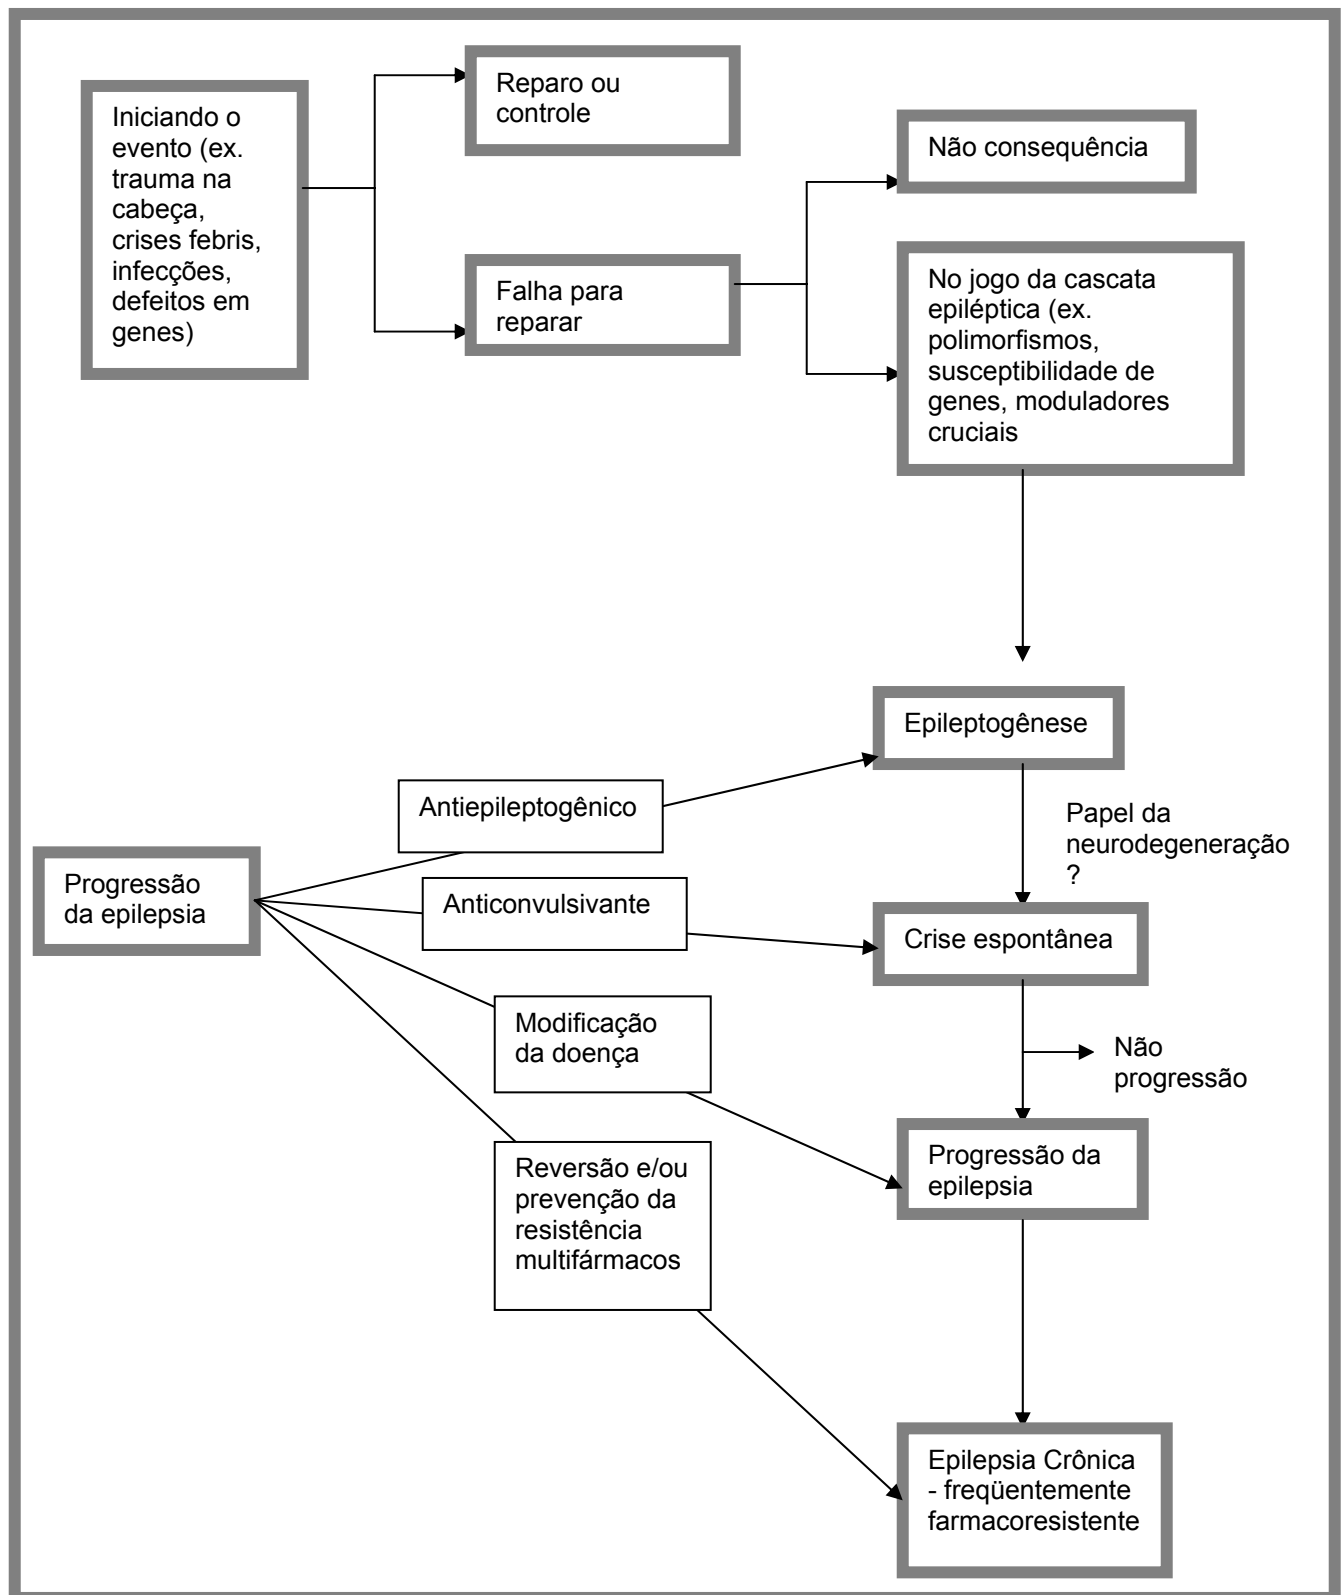 Iniciando o
evento (ex.
trauma na
cabeça,
crises febris,
infecções,
defeitos em
genes)
Reparo ou
controle
Falha para
reparar
Não consequência
No jogo da cascata
epiléptica (ex.
polimorfismos,
susceptibilidade de
genes, moduladores
cruciais
Epileptogênese
Papel da
neurodegeneração
?
Antiepileptogênico
Progressão
da epilepsia
Anticonvulsivante
Crise espontânea
Modificação
da doença
Não
progressão
Progressão da
epilepsia
Reversão e/ou
prevenção da
resistência
multifármacos
Epilepsia Crônica
- freqüentemente
farmacoresistente